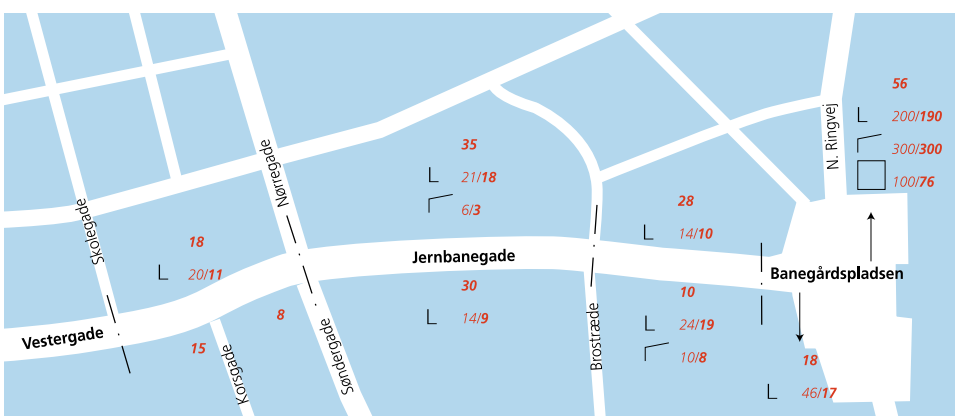 56
200/190
300/300
100/76
N. Ringvej
35
21/18
6/3
Nørregade
Skolegade
28
14/10
18
20/11
Jernbanegade
Banegårdspladsen
30
14/9
10
24/19
10/8
8
Vestergade
15
Korsgade
Søndergade
Brostræde
18
46/17